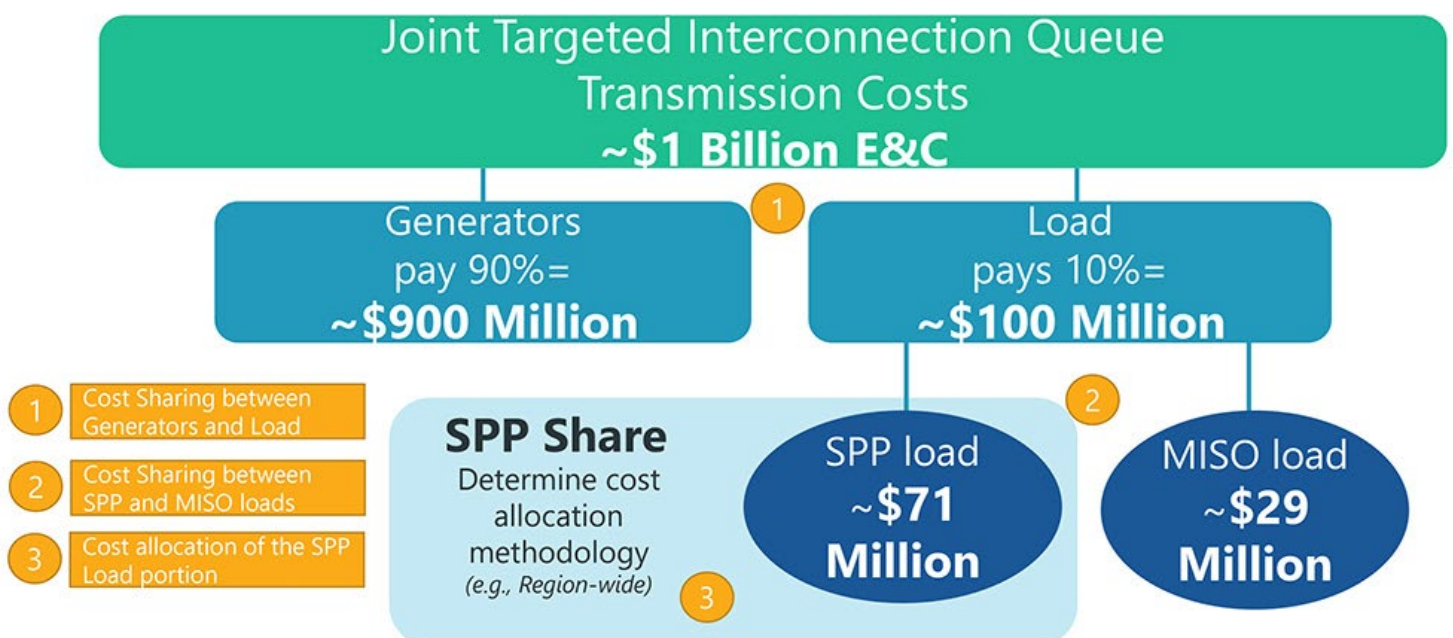 Joint Targeted Interconnection Queue
Transmission Costs
~$1 Billion E&C
Generators
pay 90%=
~$900 Million
1
Load
pays 10%=
~$100 Million
1
Cost Sharing between
Generators and Load
2
Cost Sharing between
SPP and MISO loads
3
Cost allocation of the SPP
Load portion
SPP Share
Determine cost
allocation
methodology
(e.g., Region-wide)
3
2
SPP load
~$71
Million
MISO load
~$29
Million